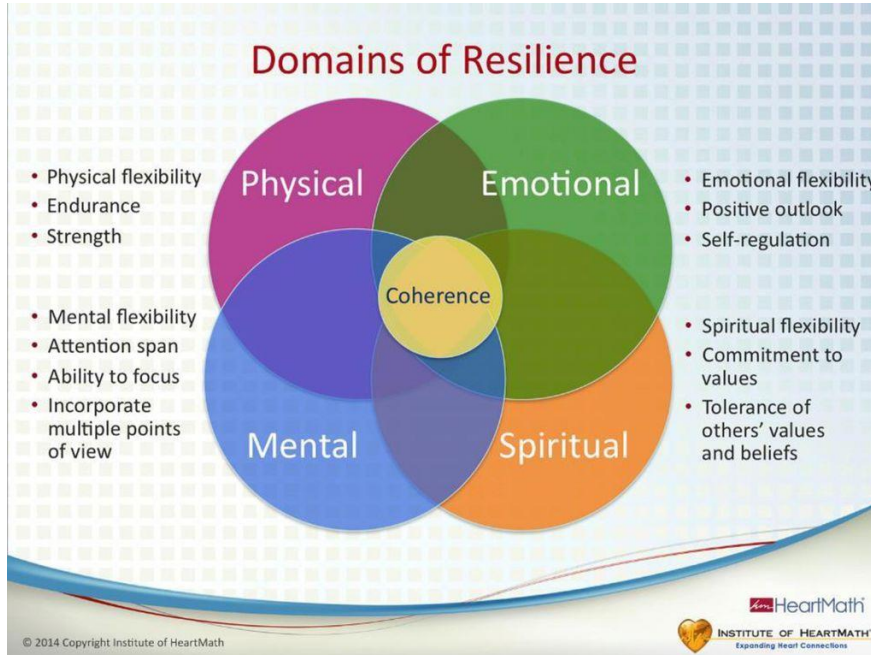 Domains of Resilience
Physical
Emotional
• Physical flexibility
• Endurance
• Strength
• Emotional flexibility
• Positive outlook
• Self-regulation
Coherence
• Mental flexibility
• Attention span
• Ability to focus
• Incorporate
multiple points
of view
• Spiritual flexibility
• Commitment to
values
• Tolerance of
others' values
and beliefs
Mental
Spiritual
hm HeartMath®
INSTITUTE OF HEARTMATH®
Expanding Heart Connections
© 2014 Copyright Institute of HeartMath